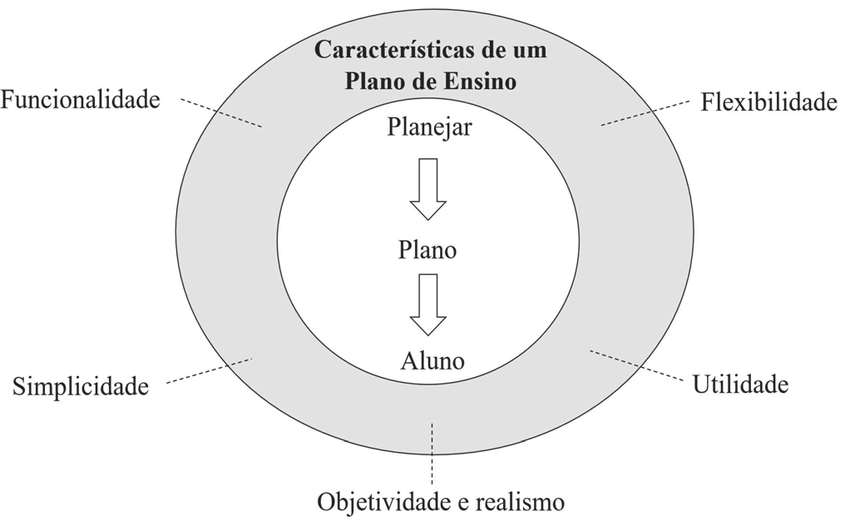 Características de um
Plano de Ensino
Funcionalidade
Flexibilidade
Planejar
Plano
Aluno
Simplicidade
Utilidade
Objetividade e realismo